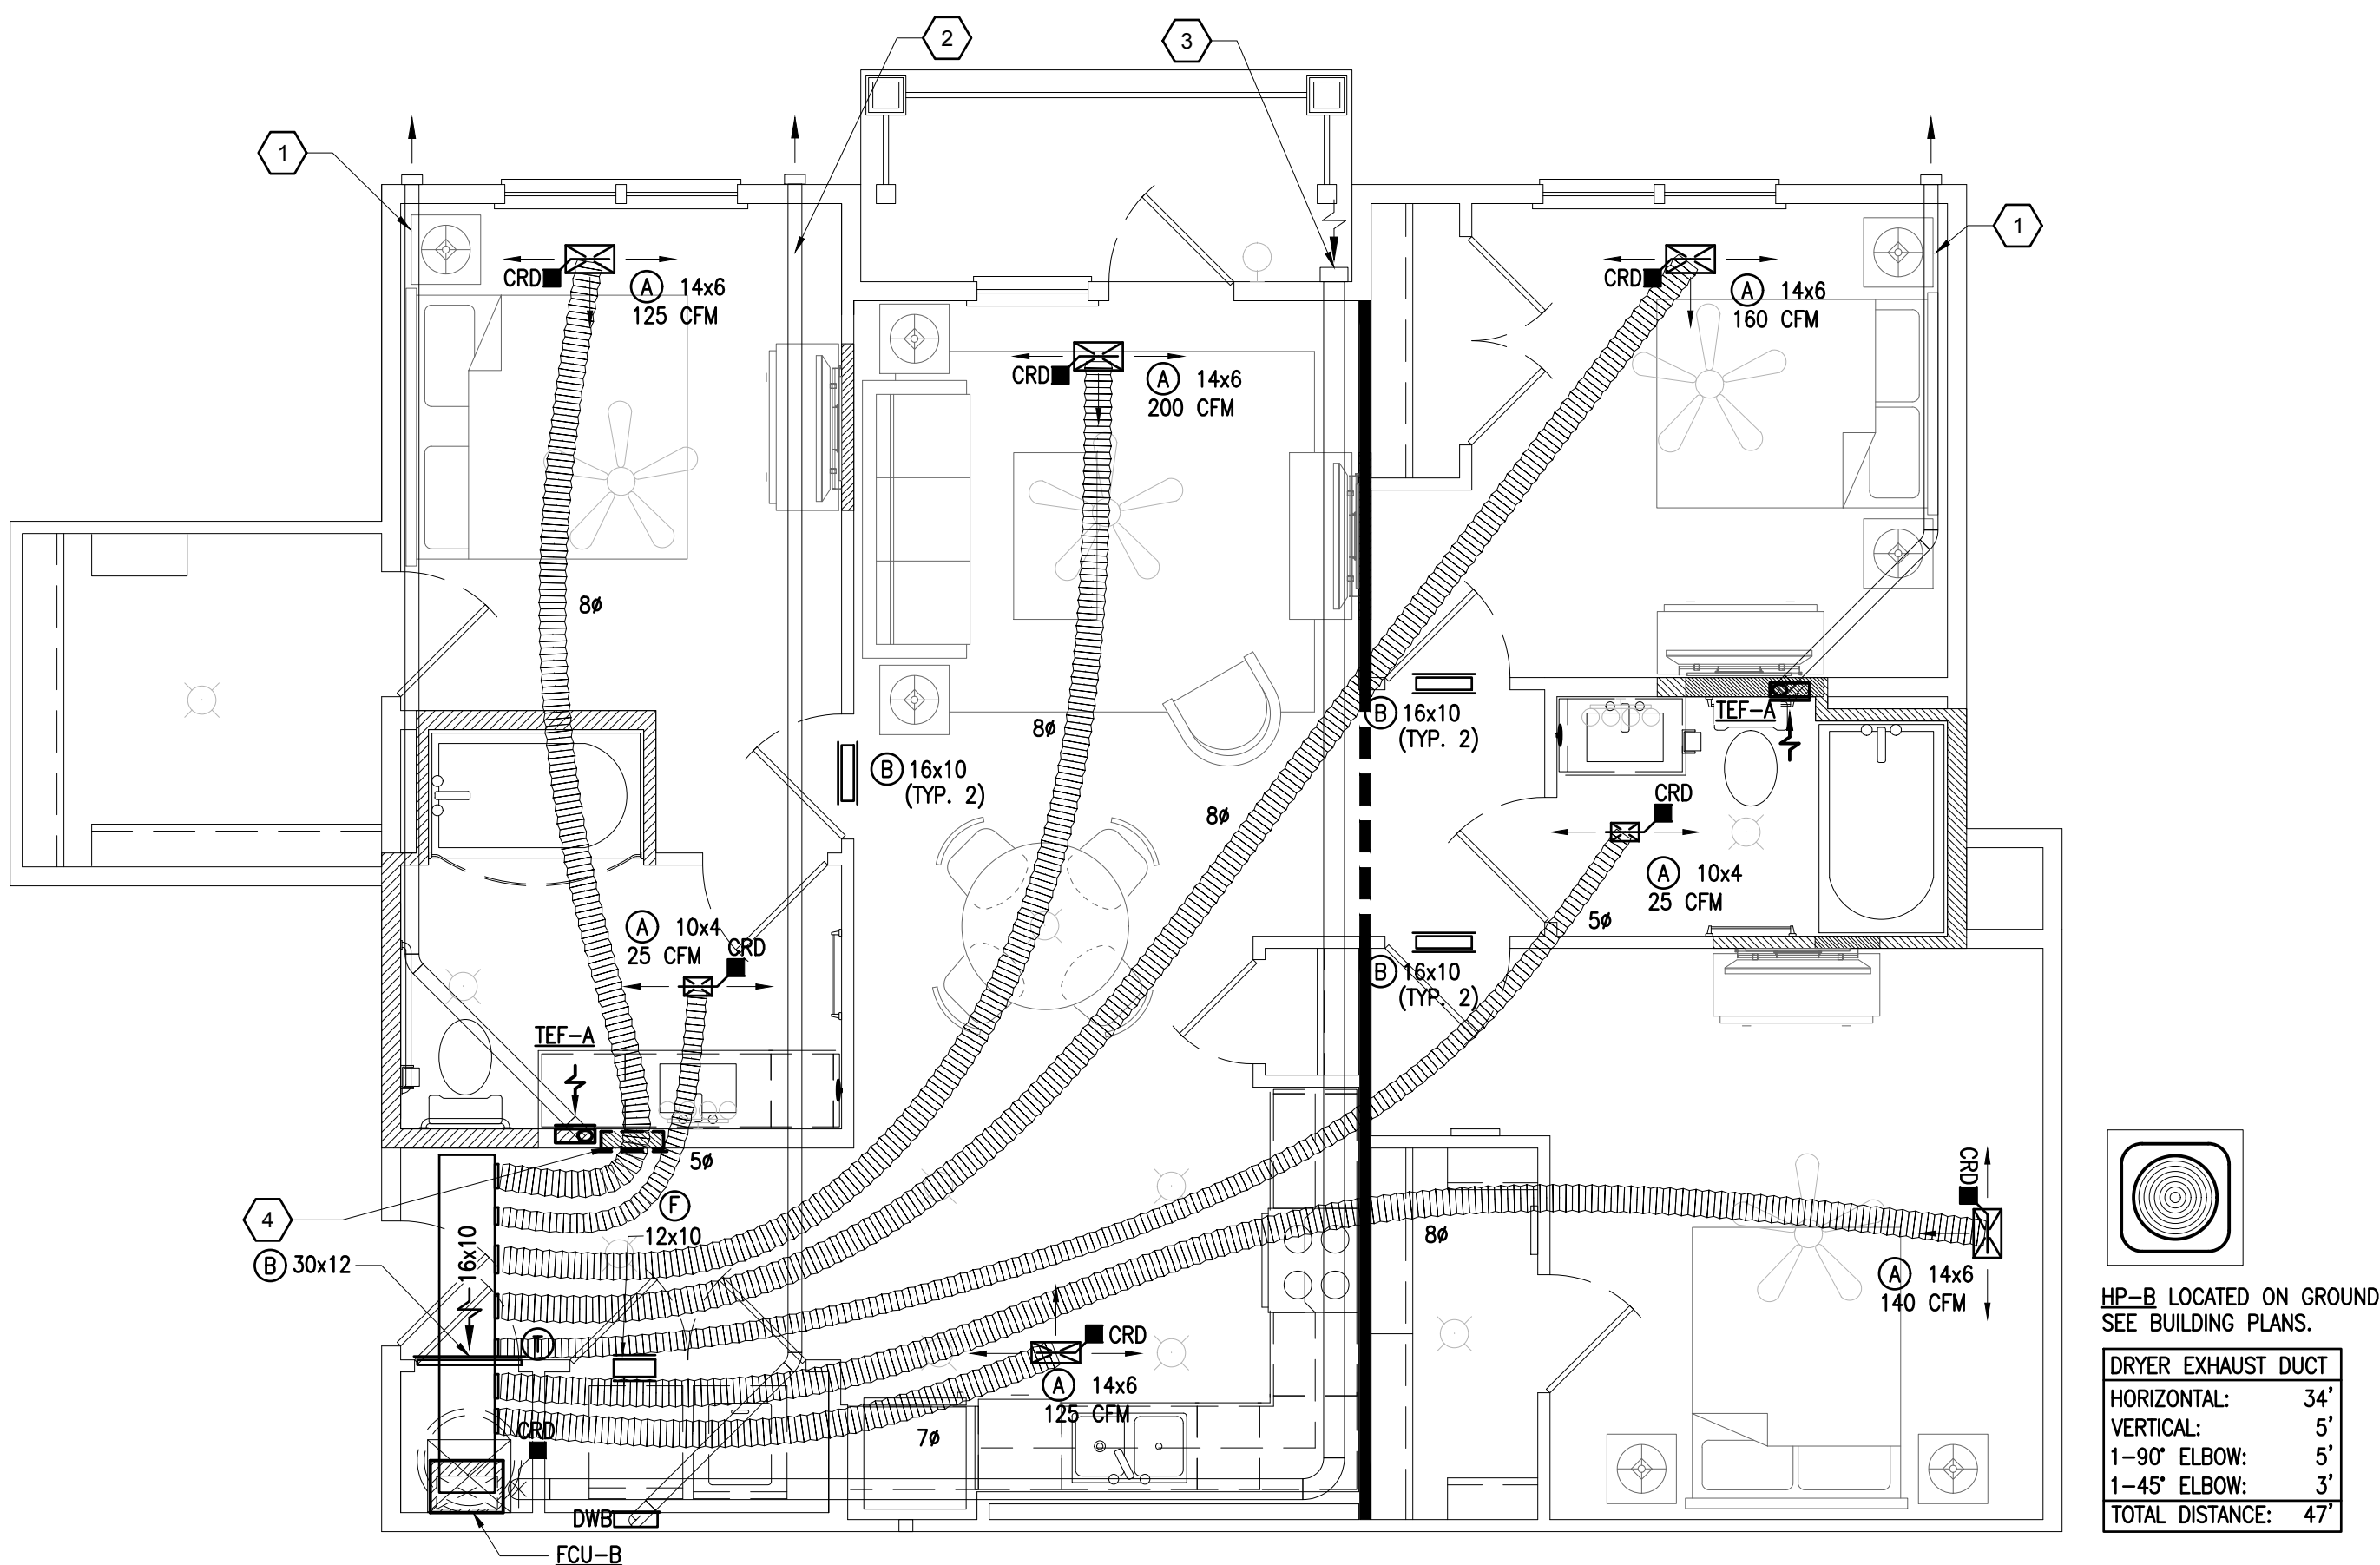 2
3
1
1
CRD
A 14x6
125 CFM
CRD
A 14x6
160 CFM
CRD
A 14x6
200 CFM
8ø
8ø
8ø
B 16x10
(TYP. 2)
B 16x10
(TYP. 2)
TEF-A
CRD
A 10x4
25 CFM
5ø
A 10x4
25 CFM
CRD
B 16x10
(TYP. 2)
TEF-A
5ø
F
12x10
4
16x10
B 30x12
T
8ø
CRD
A 14x6
140 CFM
CRD
A 14x6
125 CFM
7ø
CRD
DWB
FCU-B
HP-B LOCATED ON GROUND
SEE BUILDING PLANS.
DRYER EXHAUST DUCT
HORIZONTAL: 34'
VERTICAL: 5'
1-90° ELBOW: 5'
1-45° ELBOW: 3'
TOTAL DISTANCE: 47'